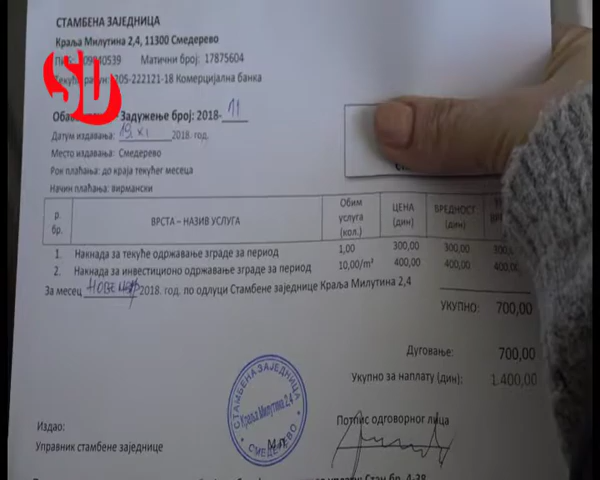 СТАМБЕНА ЗАЈЕДНИЦА
Краља Милутина 2,4, 11300 Смедерево
Матични број: 17875604
205-222121-18 Комерцијална банка
SD
Задужење број: 2018- 11
Датум издавања: 19. XI 2018. год.
Место издавања: Смедерево
Рок плаћања: до краја текућег месеца
Начин плаћања: вирмански
р. бр. ВРСТА – НАЗИВ УСЛУГА Обим услуга (кол.) ЦЕНА (дин) ВРЕДНОСТ (дин)
1. Накнада за текуће одржавање зграде за период 1,00 300,00 300,00 300,
2. Накнада за инвестиционо одржавање зграде за период 10,00/m² 400,00 400,00 400,00
За месец 2018. год. по одлуци Стамбене заједнице Краља Милутина 2,4
УКУПНО: 700,00
Дуговање: 700,00
Укупно за наплату (дин): 1.400,00
СТАМБЕНА ЗАЈЕДНИЦА
Краља Милутина 2,4
СМЕДЕРЕВО
М.П.
Издао:
Управник стамбене заједнице
Потпис одговорног лица